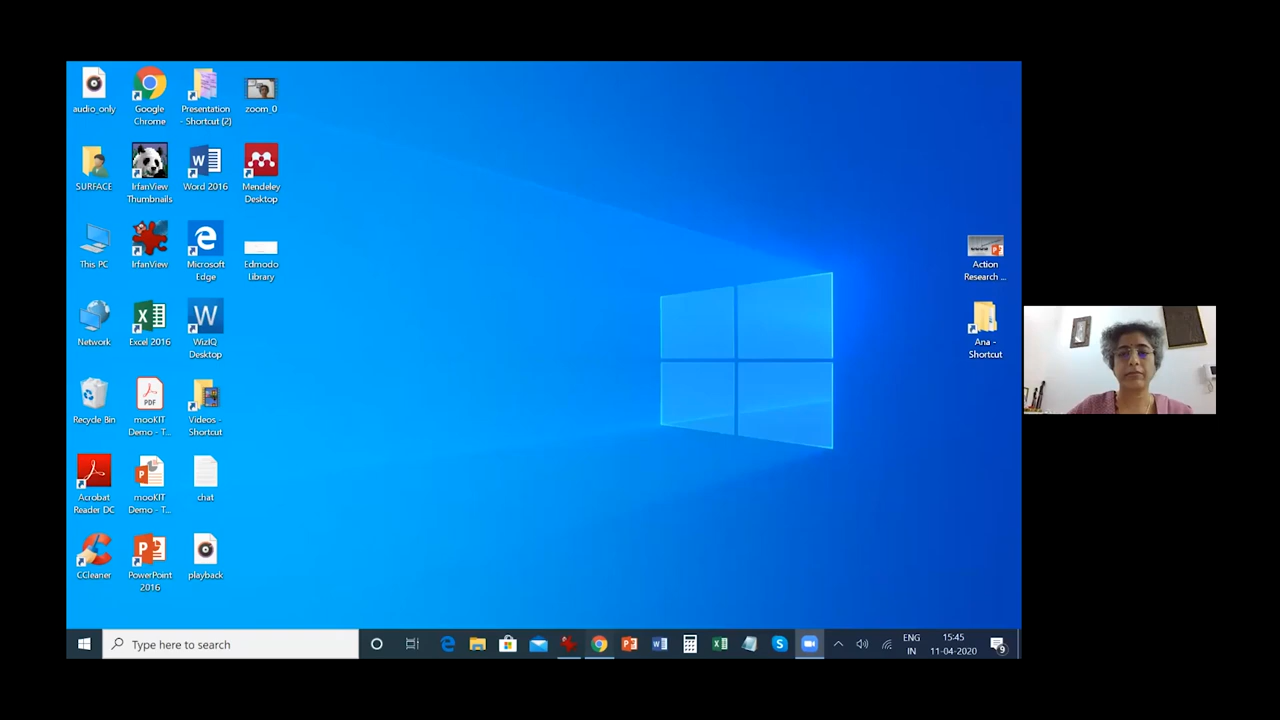 audio_only
Google
Chrome
Presentation
- Shortcut (2)
zoom_0
SURFACE
IrfanView
Thumbnails
Word 2016
Mendeley
Desktop
This PC
IrfanView
Microsoft
Edge
Edmodo
Library
Network
Excel 2016
WizIQ
Desktop
Recycle Bin
PDF
mooKIT
Demo - T...
Videos -
Shortcut
Acrobat
Reader DC
mooKIT
Demo - T...
chat
CCleaner
PowerPoint
2016
playback
Action
Research ...
Ana -
Shortcut
Type here to search
ENG
IN
15:45
11-04-2020
9